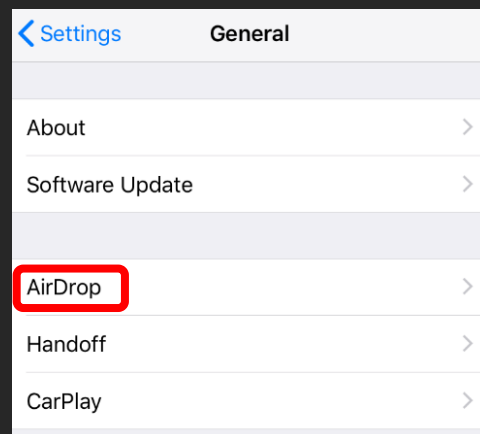 Settings General
About
Software Update
AirDrop
Handoff
CarPlay